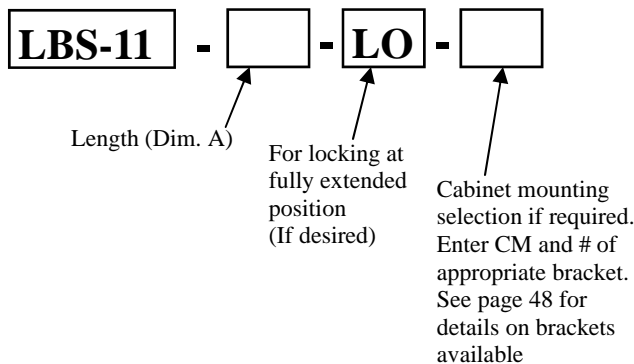 LBS-11 - - LO -
Length (Dim. A)
For locking at
fully extended
position
(If desired)
Cabinet mounting
selection if required.
Enter CM and # of
appropriate bracket.
See page 48 for
details on brackets
available